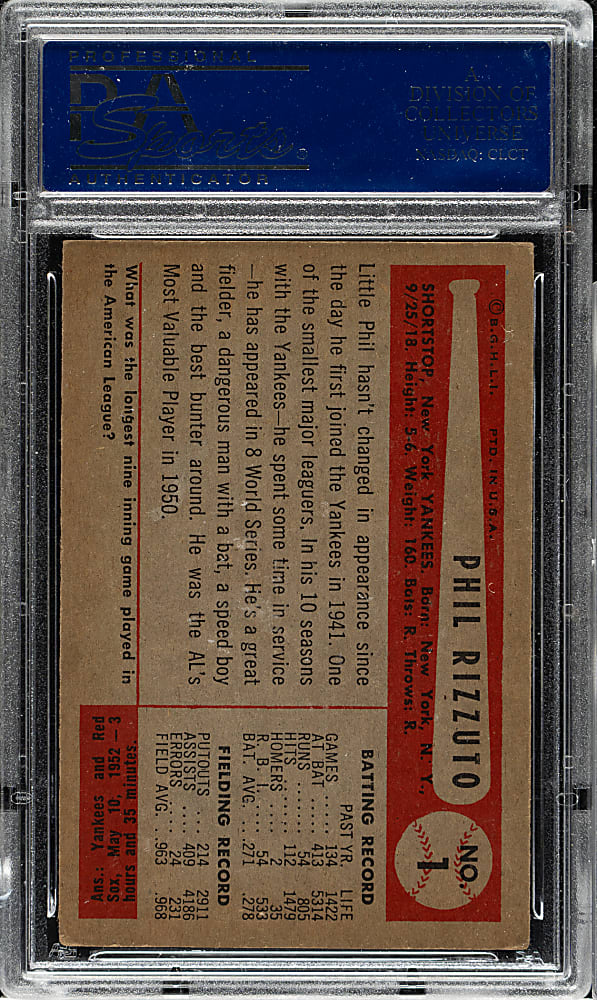 PROFESSIONAL
PSA
Sports®
AUTHENTICATOR
A
DIVISION OF
COLLECTORS
UNIVERSE
NASDAQ: CLCT
© B.G.H.L.I. PTD. IN U.S.A.
PHIL RIZZUTO
NO.
1
SHORTSTOP, New York YANKEES. Born: New York, N. Y.,
9/25/18. Height: 5-6. Weight: 160. Bats: R. Throws: R.
Little Phil hasn't changed in appearance since
the day he first joined the Yankees in 1941. One
of the smallest major leaguers. In his 10 seasons
with the Yankees—he spent some time in service
—he has appeared in 8 World Series. He's a great
fielder, a dangerous man with a bat, a speed boy
and the best bunter around. He was the AL's
Most Valuable Player in 1950.
BATTING RECORD
PAST YR. LIFE
GAMES ...... 134 1422
AT BAT ..... 413 5314
RUNS ....... 54 805
HITS ....... 112 1479
HOMERS .... 2 35
R. B. I. ...... 54 533
BAT. AVG. .. .271 .278
FIELDING RECORD
PUTOUTS ... 214 2911
ASSISTS .... 409 4186
ERRORS .... 24 231
FIELD AVG. .963 .968
What was the longest nine inning game played in
the American League?
Ans.: Yankees and Red
Sox, May 10, 1952 — 3
hours and 35 minutes.